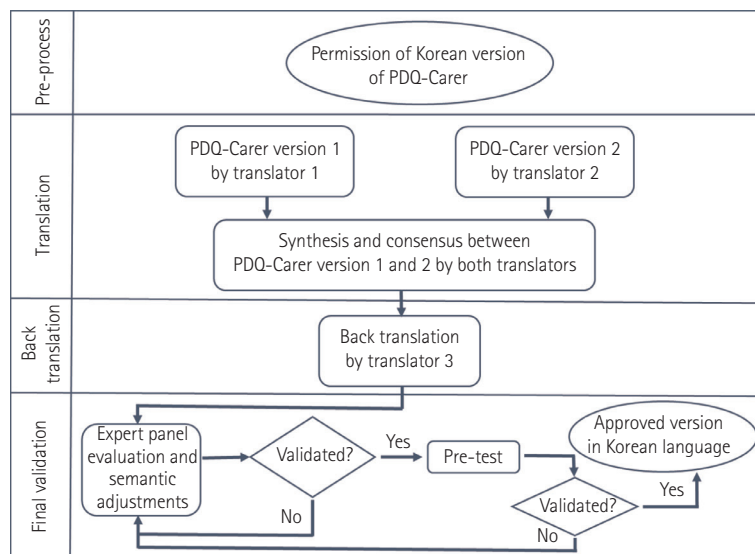 Pre-process
Permission of Korean version
of PDQ-Carer
Translation
PDQ-Carer version 1
by translator 1
PDQ-Carer version 2
by translator 2
Synthesis and consensus between
PDQ-Carer version 1 and 2 by both translators
Back
translation
Back translation
by translator 3
Final validation
Expert panel
evaluation and
semantic
adjustments
Validated?
Yes
No
Pre-test
Validated?
Yes
No
Approved version
in Korean language